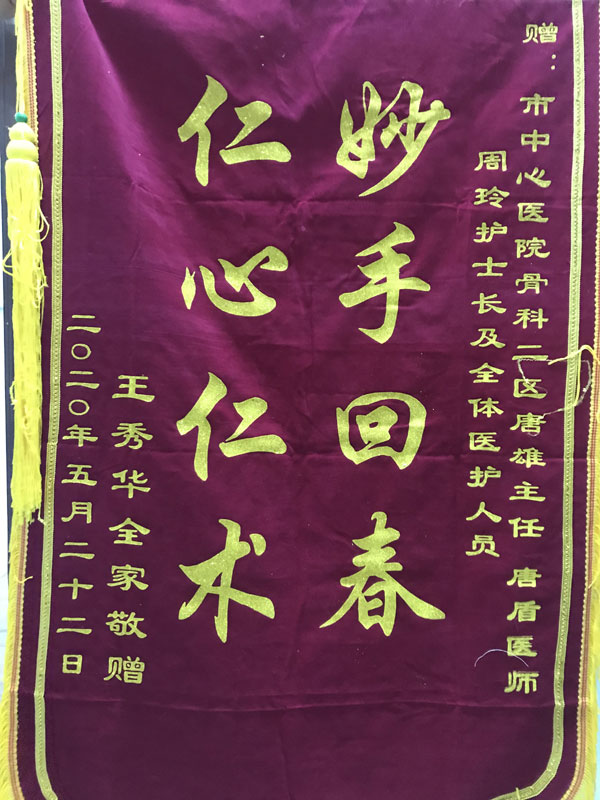 赠：市中心医院骨科二区唐雄主任 唐盾医师
周玲护士长及全体医护人员
妙手回春
仁心仁术
王秀华全家敬赠
二〇二〇年五月二十二日